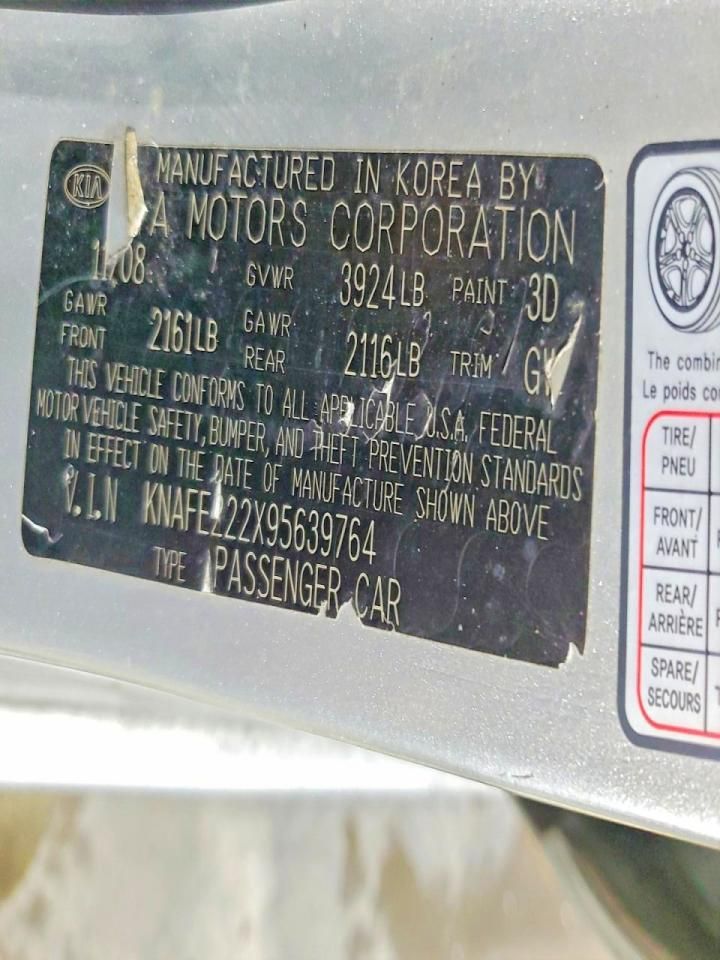 KIA
MANUFACTURED IN KOREA BY
A MOTORS CORPORATION
GVWR 3924LB PAINT 3D
GAWR FRONT 2161LB GAWR REAR 2116LB TRIM
THIS VEHICLE CONFORMS TO ALL APPLICABLE U.S.A. FEDERAL
MOTOR VEHICLE SAFETY, BUMPER, AND THEFT PREVENTION STANDARDS
IN EFFECT ON THE DATE OF MANUFACTURE SHOWN ABOVE
V.I.N KNAFE222X95639764
TYPE PASSENGER CAR
The
Le poids
TIRE/
PNEU
FRONT/
AVANT
REAR/
ARRIÈRE
SPARE/
SECOURS